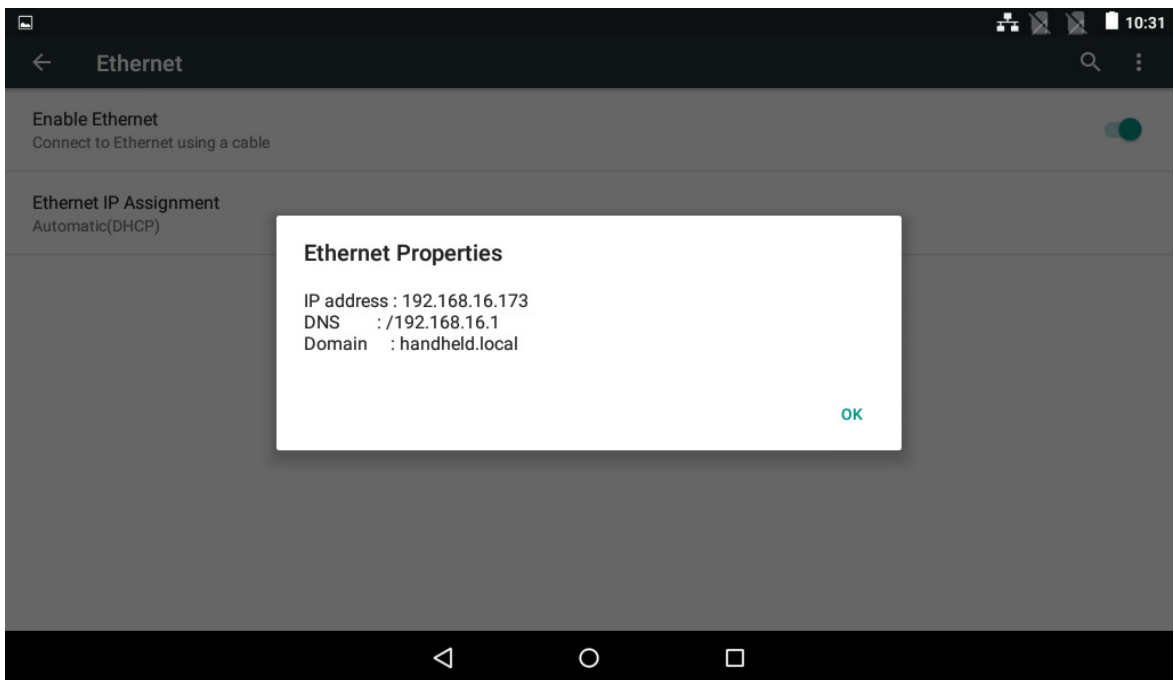 10:31
Ethernet
Enable Ethernet
Connect to Ethernet using a cable
Ethernet IP Assignment
Automatic(DHCP)
Ethernet Properties
IP address : 192.168.16.173
DNS : /192.168.16.1
Domain : handheld.local
OK